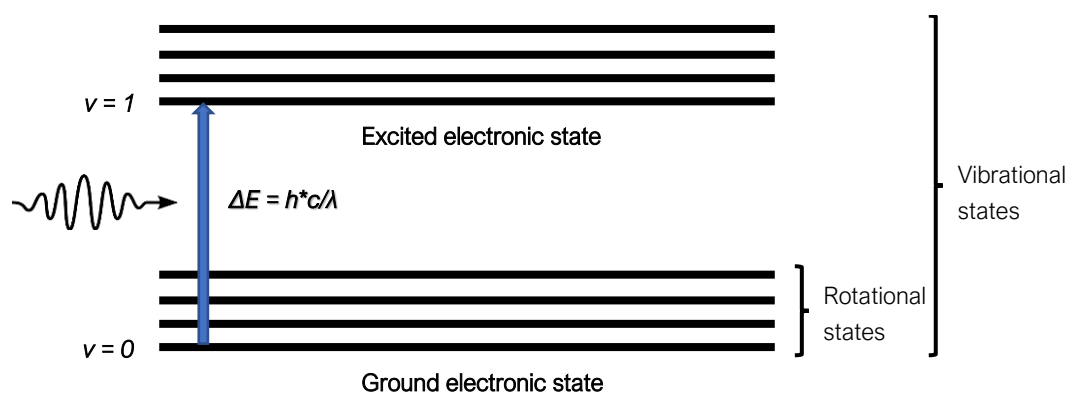 v = 1
Excited electronic state
ΔE = h*c/λ
Vibrational
states
Rotational
states
v = 0
Ground electronic state